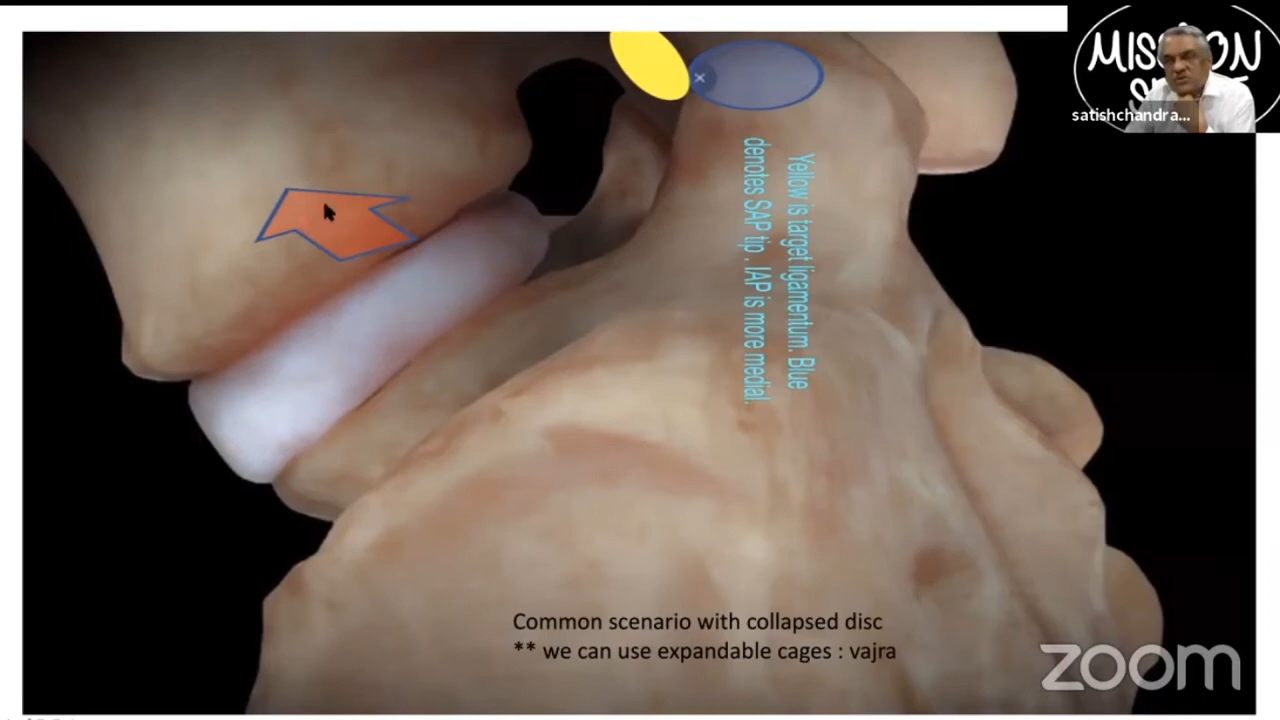 MISSION
satishchandra...
Yellow is target ligamentum. Blue
denotes SAP tip . IAP is more medial.
Common scenario with collapsed disc
** we can use expandable cages : vajra
zoom